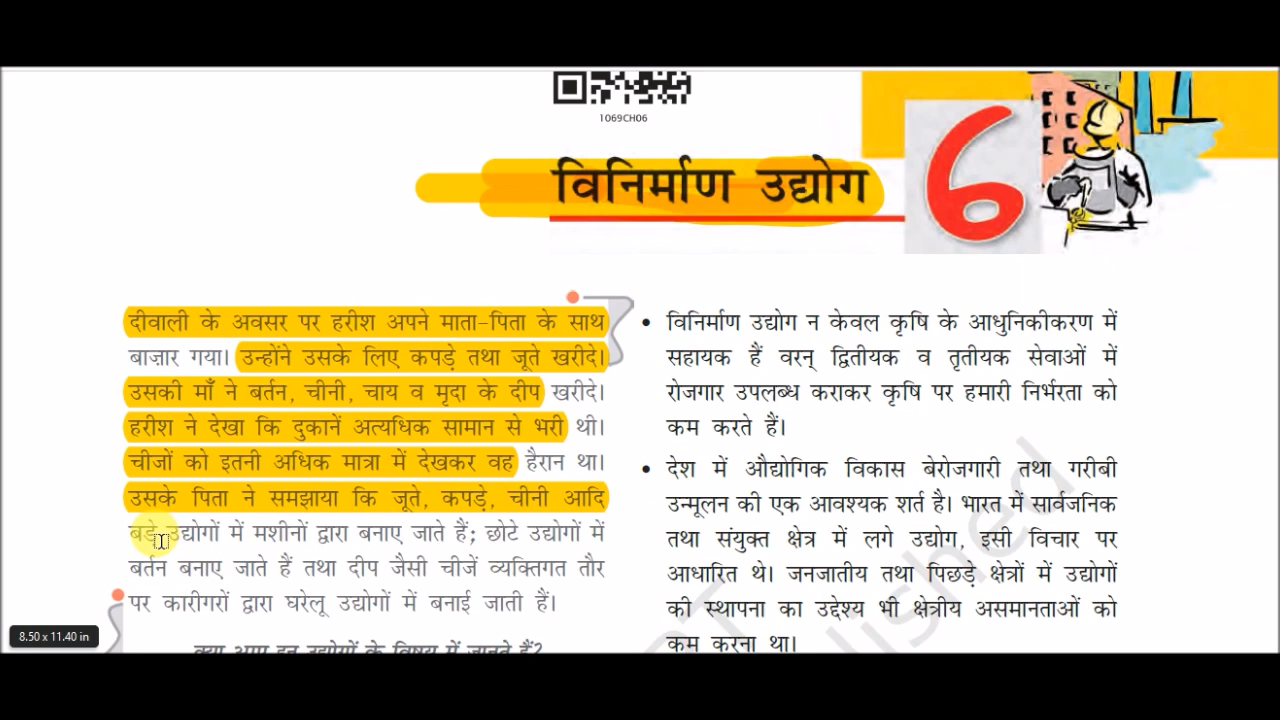 1069CH06
विनिर्माण उद्योग
6
दीवाली के अवसर पर हरीश अपने माता-पिता के साथ
बाज़ार गया। उन्होंने उसके लिए कपड़े तथा जूते खरीदे।
उसकी माँ ने बर्तन, चीनी, चाय व मृदा के दीप खरीदे।
हरीश ने देखा कि दुकानें अत्यधिक सामान से भरी थी।
चीजों को इतनी अधिक मात्रा में देखकर वह हैरान था।
उसके पिता ने समझाया कि जूते, कपड़े, चीनी आदि
बड़े उद्योगों में मशीनों द्वारा बनाए जाते हैं; छोटे उद्योगों में
बर्तन बनाए जाते हैं तथा दीप जैसी चीजें व्यक्तिगत तौर
पर कारीगरों द्वारा घरेलू उद्योगों में बनाई जाती हैं।
क्या आप इन उद्योगों के विषय में जानते हैं?
• विनिर्माण उद्योग न केवल कृषि के आधुनिकीकरण में
सहायक हैं वरन् द्वितीयक व तृतीयक सेवाओं में
रोजगार उपलब्ध कराकर कृषि पर हमारी निर्भरता को
कम करते हैं।
• देश में औद्योगिक विकास बेरोजगारी तथा गरीबी
उन्मूलन की एक आवश्यक शर्त है। भारत में सार्वजनिक
तथा संयुक्त क्षेत्र में लगे उद्योग, इसी विचार पर
आधारित थे। जनजातीय तथा पिछड़े क्षेत्रों में उद्योगों
की स्थापना का उद्देश्य भी क्षेत्रीय असमानताओं को
कम करना था।
8.50 x 11.40 in